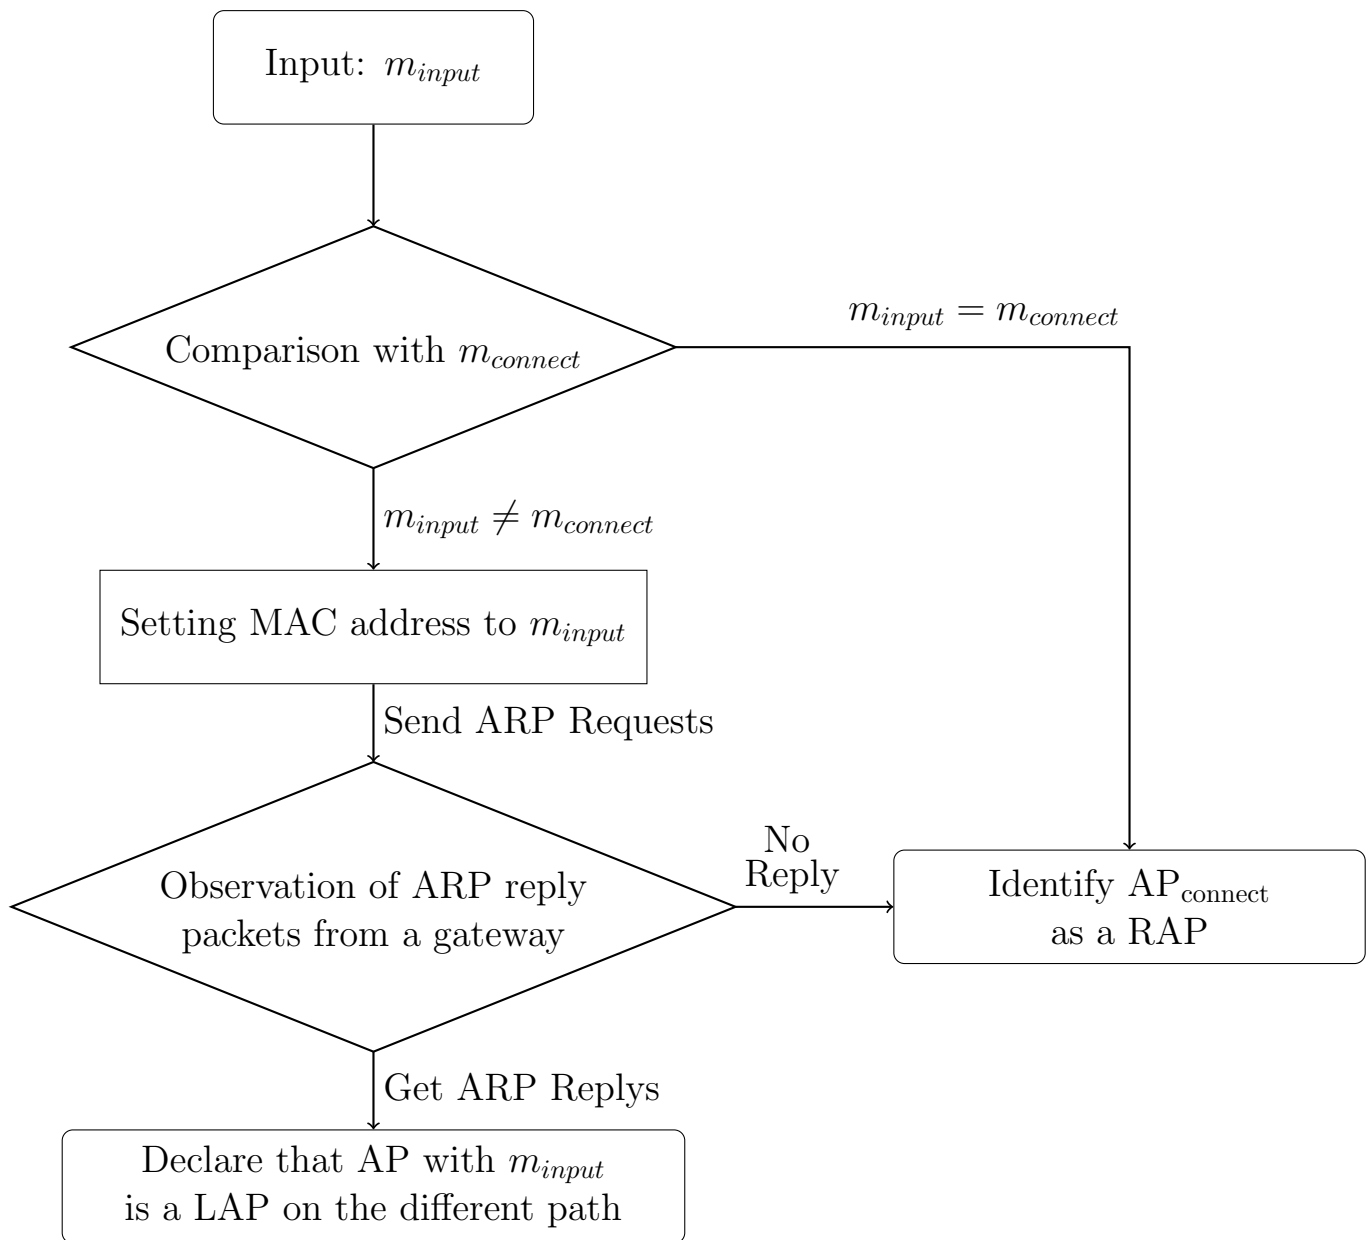 Input: m_input
Comparison with m_connect
m_input = m_connect
m_input ≠ m_connect
Setting MAC address to m_input
Send ARP Requests
Observation of ARP reply
packets from a gateway
No
Reply
Identify AP_connect
as a RAP
Get ARP Replys
Declare that AP with m_input
is a LAP on the different path